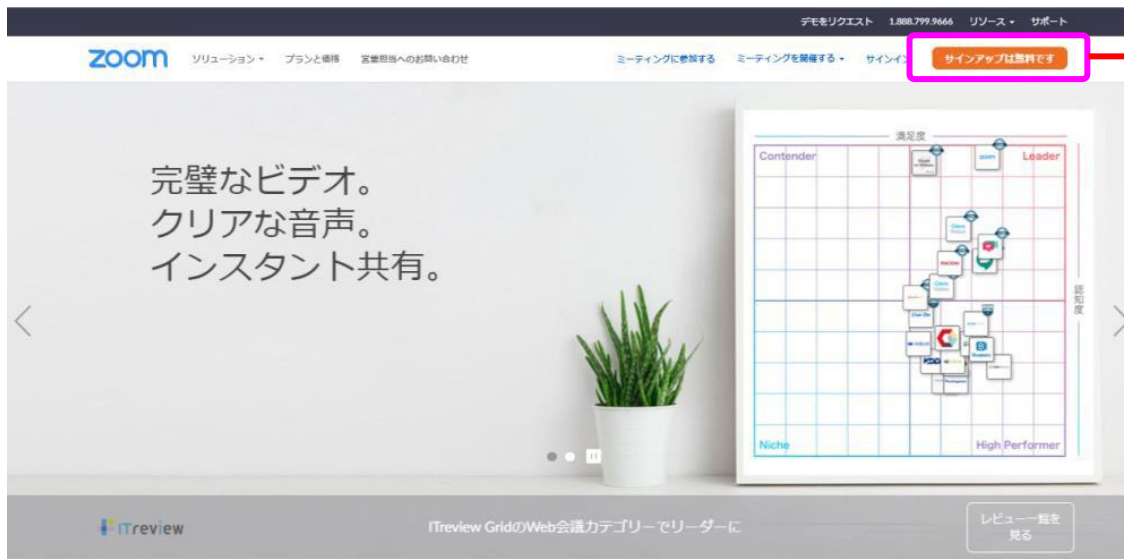 デモをリクエスト 1.888.799.9666 リソース サポート
zoom ソリューション プランと価格 営業担当へのお問い合わせ ミーティングに参加する ミーティングを開催する サインイン サインアップは無料です
完璧なビデオ。
クリアな音声。
インスタント共有。
満足度
Contender Leader
認知度
Niche High Performer
ITreview ITreview GridのWeb会議カテゴリーでリーダーに レビュー一覧を
見る